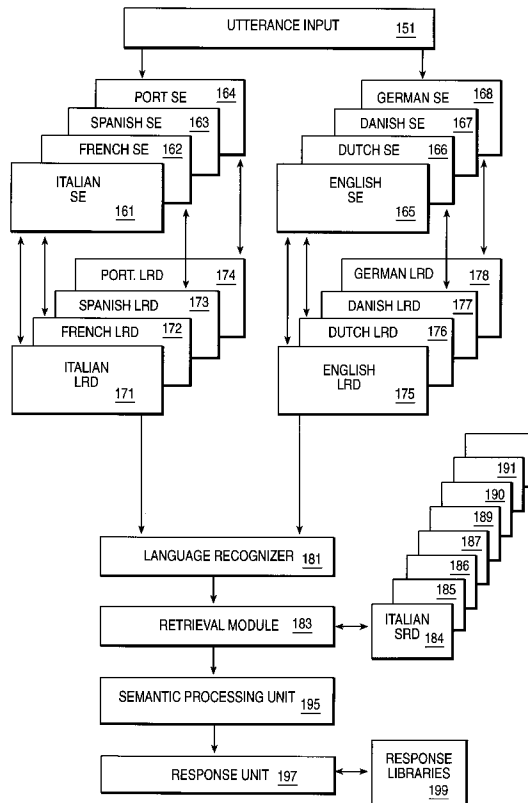 UTTERANCE INPUT 151
PORT SE 164
SPANISH SE 163
FRENCH SE 162
ITALIAN
SE
161
GERMAN SE 168
DANISH SE 167
DUTCH SE 166
ENGLISH
SE
165
PORT. LRD 174
SPANISH LRD 173
FRENCH LRD 172
ITALIAN
LRD
171
GERMAN LRD 178
DANISH LRD 177
DUTCH LRD 176
ENGLISH
LRD
175
191
190
189
187
186
185
ITALIAN
SRD
184
LANGUAGE RECOGNIZER
181
RETRIEVAL MODULE 183
SEMANTIC PROCESSING UNIT
195
RESPONSE UNIT 197
RESPONSE
LIBRARIES
199